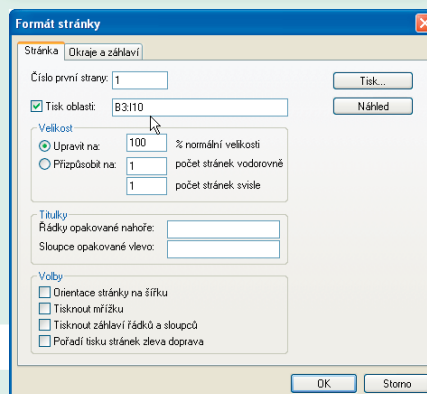 Formát stránky
Stránka Okraje a záhlaví
Číslo první strany: 1 Tisk...
Tisk oblasti: B3:I10 Náhled
Velikost
Upravit na: 100 % normální velikosti
Přizpůsobit na: 1 počet stránek vodorovně
1 počet stránek svisle
Titulky
Řádky opakované nahoře:
Sloupce opakované vlevo:
Volby
Orientace stránky na šířku
Tisknout mřížku
Tisknout záhlaví řádků a sloupců
Pořadí tisku stránek zleva doprava
OK Storno